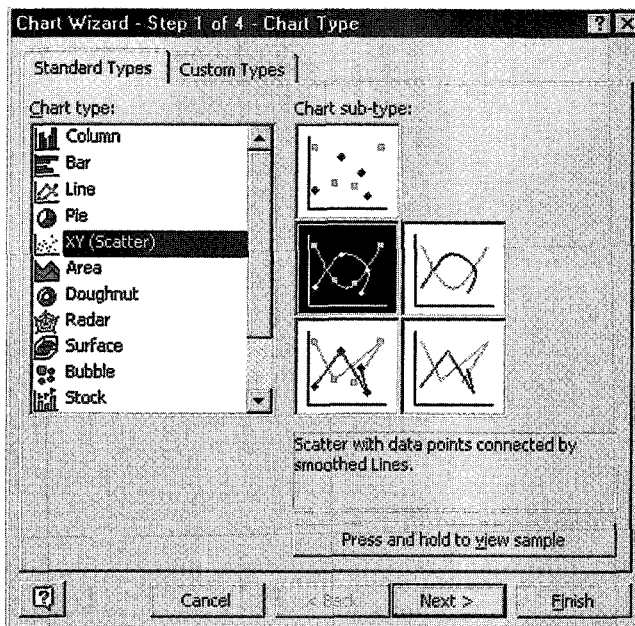 Chart Wizard - Step 1 of 4 - Chart Type
Standard Types
Custom Types
Chart type:
Column
Bar
Line
Pie
XY (Scatter)
Area
Doughnut
Radar
Surface
Bubble
Stock
Chart sub-type:
Scatter with data points connected by
smoothed Lines.
Press and hold to view sample
Cancel
< Back
Next >
Finish